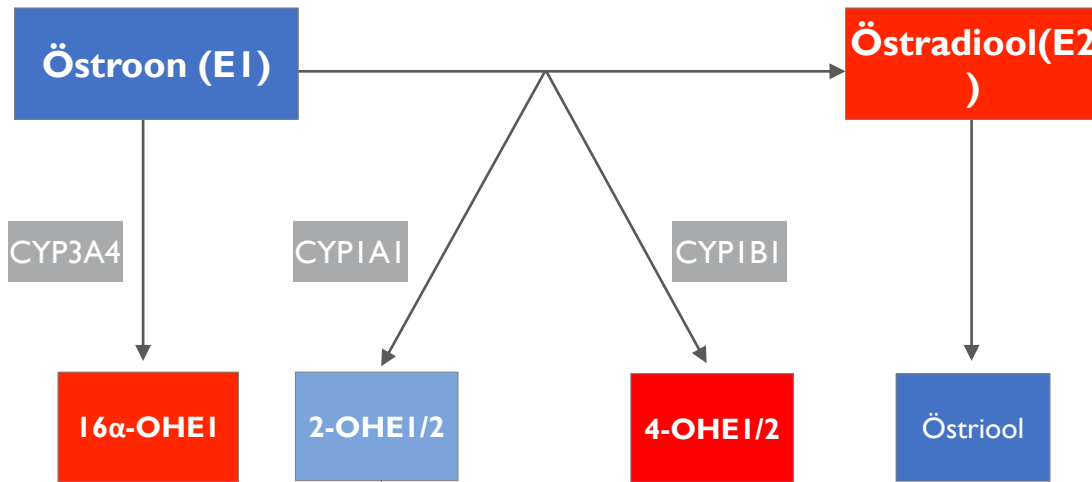 Östroon (E1)
Östradiool(E2
)
CYP3A4
CYP1A1
CYP1B1
16α-OHE1
2-OHE1/2
4-OHE1/2
Östriool